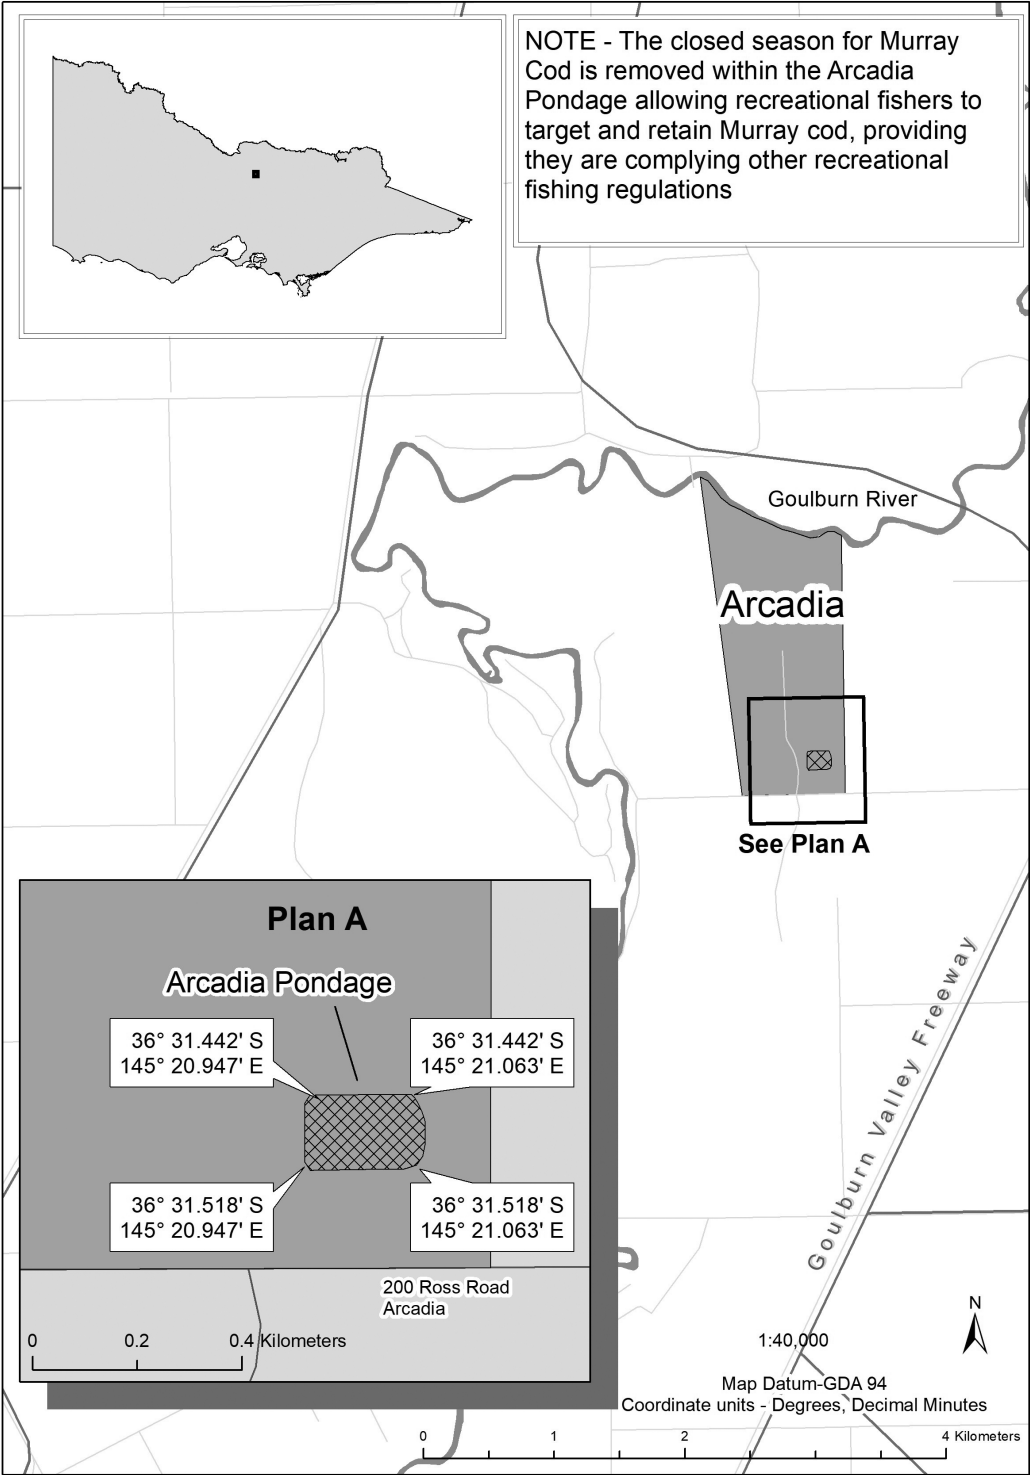 NOTE - The closed season for Murray
Cod is removed within the Arcadia
Pondage allowing recreational fishers to
target and retain Murray cod, providing
they are complying other recreational
fishing regulations
Goulburn River
Arcadia
See Plan A
Plan A
Arcadia Pondage
36° 31.442' S
145° 20.947' E
36° 31.442' S
145° 21.063' E
36° 31.518' S
145° 20.947' E
36° 31.518' S
145° 21.063' E
200 Ross Road
Arcadia
0 0.2 0.4 Kilometers
Goulburn Valley Freeway
N
1:40,000
Map Datum-GDA 94
Coordinate units - Degrees, Decimal Minutes
0 1 2 4 Kilometers